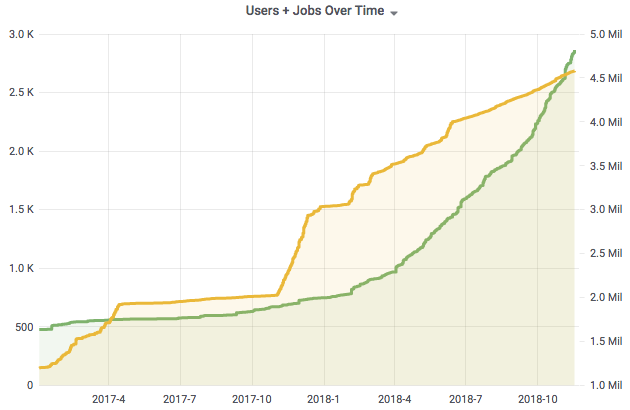 Users + Jobs Over Time
3.0 K
5.0 Mil
2.5 K
4.5 Mil
4.0 Mil
2.0 K
3.5 Mil
1.5 K
3.0 Mil
2.5 Mil
1.0 K
2.0 Mil
500
1.5 Mil
0
1.0 Mil
2017-4 2017-7 2017-10 2018-1 2018-4 2018-7 2018-10